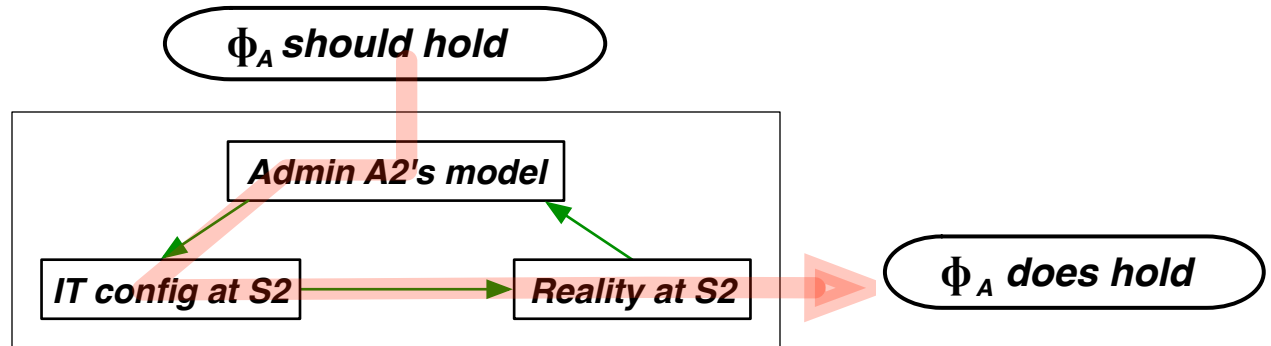 ϕA should hold
Admin A2's model
IT config at S2
Reality at S2
ϕA does hold